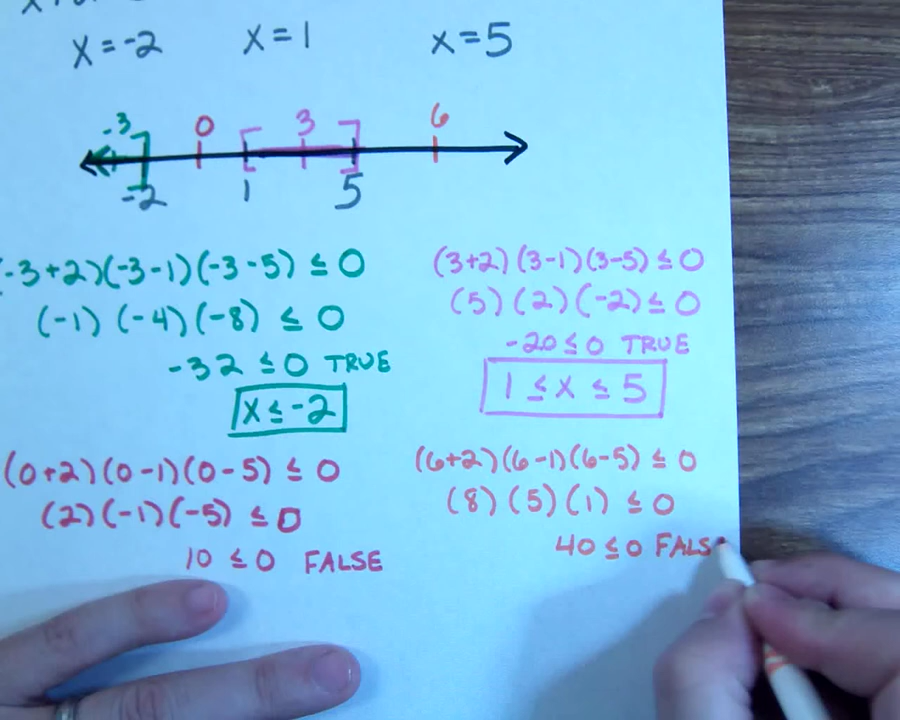 x=-2 x=1 x=5
-3 0 3 6
-2 1 5
(-3+2)(-3-1)(-3-5) ≤ 0
(-1) (-4)(-8) ≤ 0
-32 ≤ 0 TRUE
x ≤ -2
(3+2)(3-1)(3-5) ≤ 0
(5) (2) (-2) ≤ 0
-20 ≤ 0 TRUE
1 ≤ x ≤ 5
(0+2)(0-1)(0-5) ≤ 0
(2)(-1)(-5) ≤ 0
10 ≤ 0 FALSE
(6+2)(6-1)(6-5) ≤ 0
(8) (5) (1) ≤ 0
40 ≤ 0 FALS